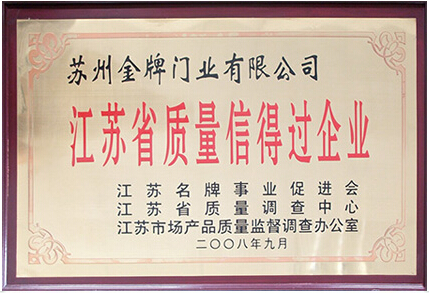 苏州金牌门业有限公司
江苏省质量信得过企业
江苏名牌事业促进会
江苏省质量调查中心
江苏市场产品质量监督调查办公室
二〇〇八年九月